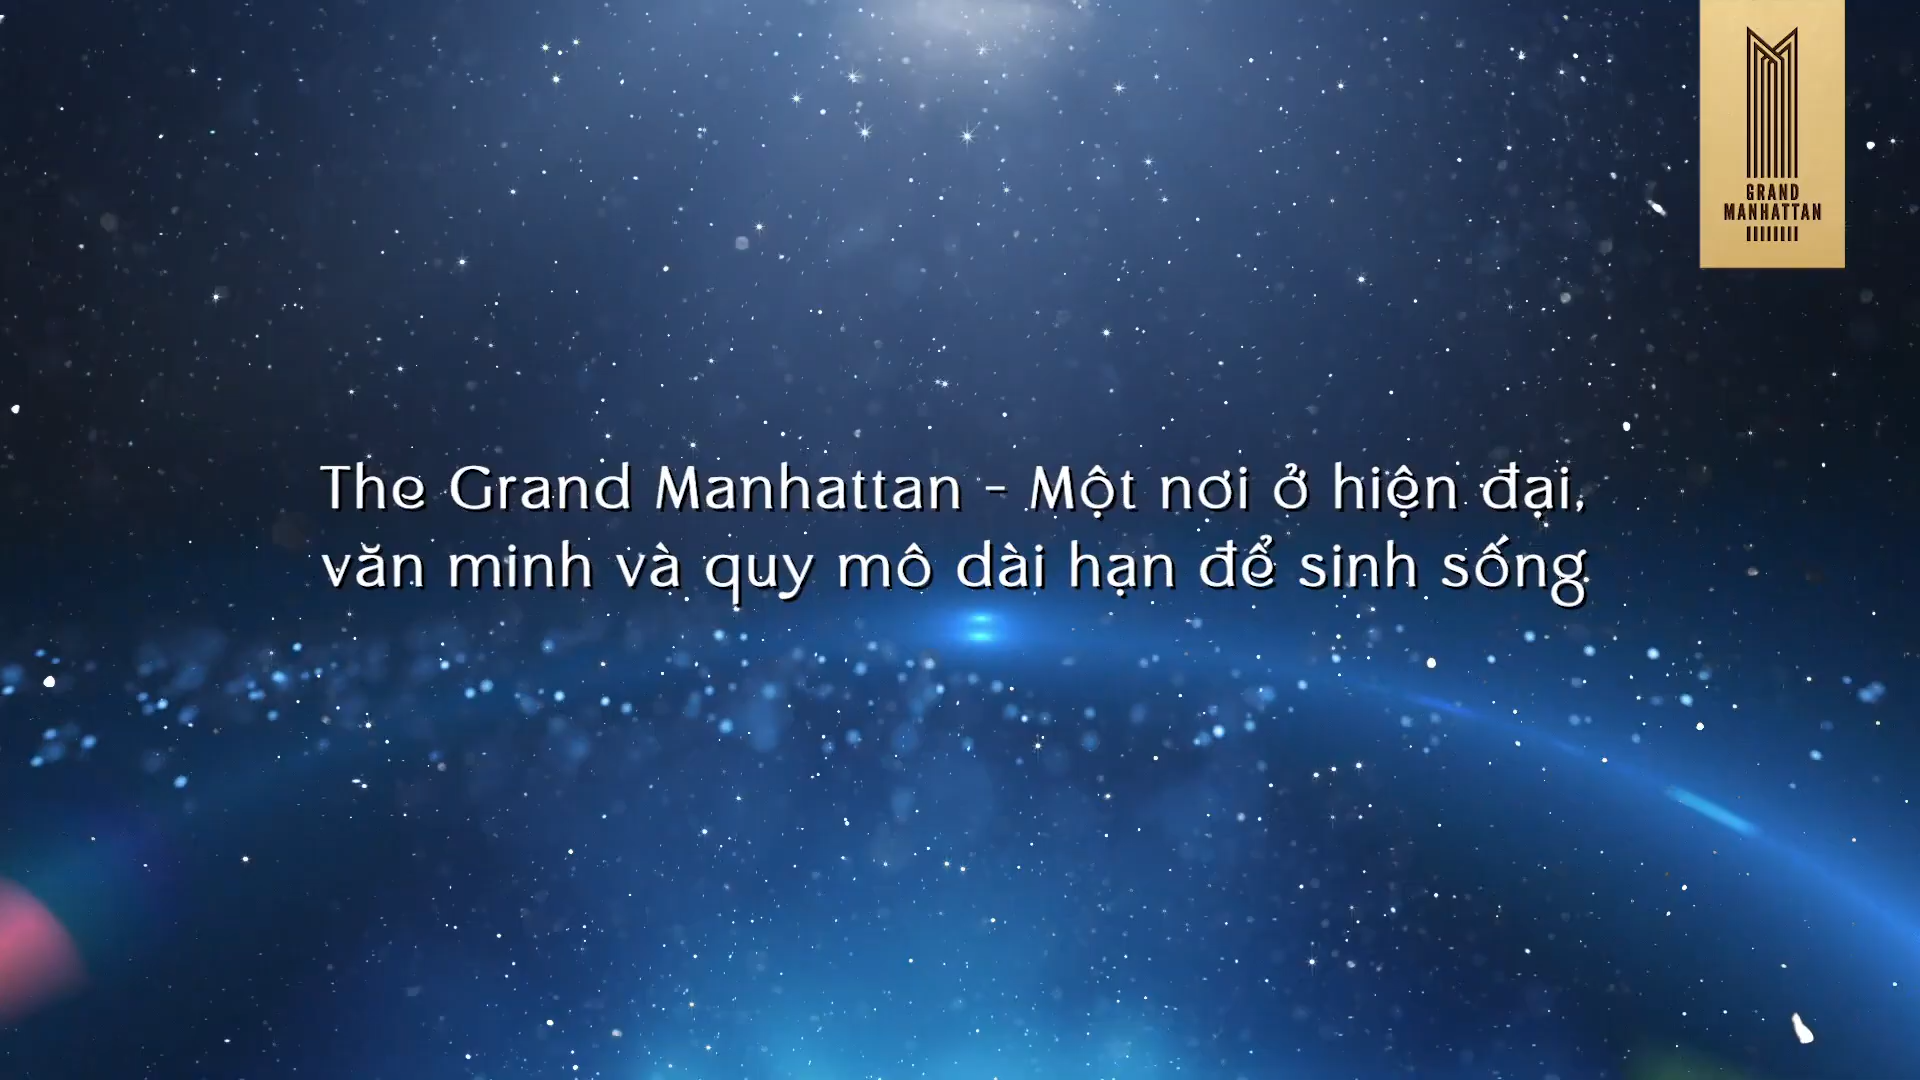 GRAND
MANHATTAN
The Grand Manhattan - Một nơi ở hiện đại,
văn minh và quy mô dài hạn để sinh sống